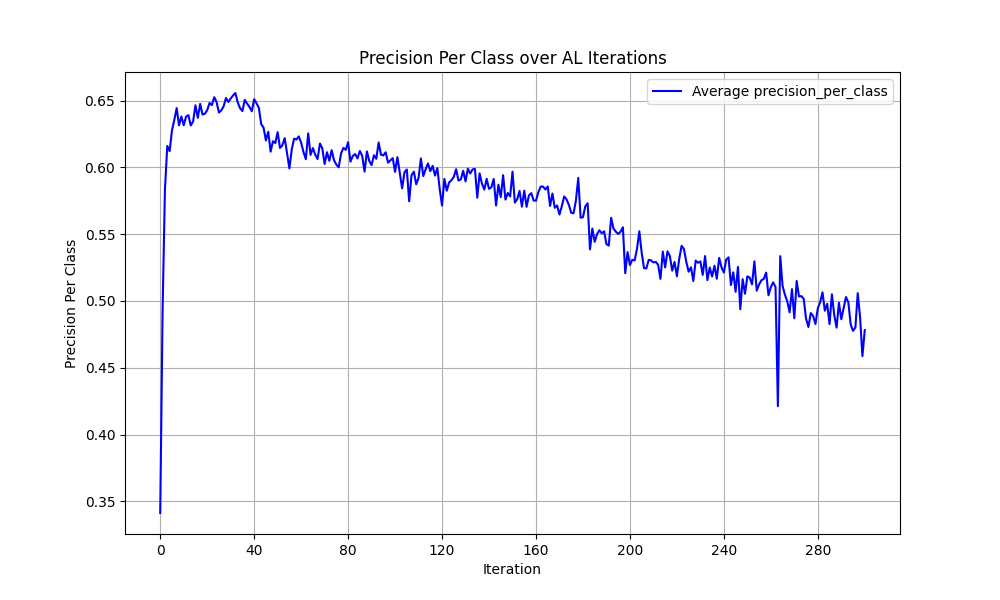 Precision Per Class over AL Iterations
Average precision_per_class
Precision Per Class
0.65
0.60
0.55
0.50
0.45
0.40
0.35
0 40 80 120 160 200 240 280
Iteration